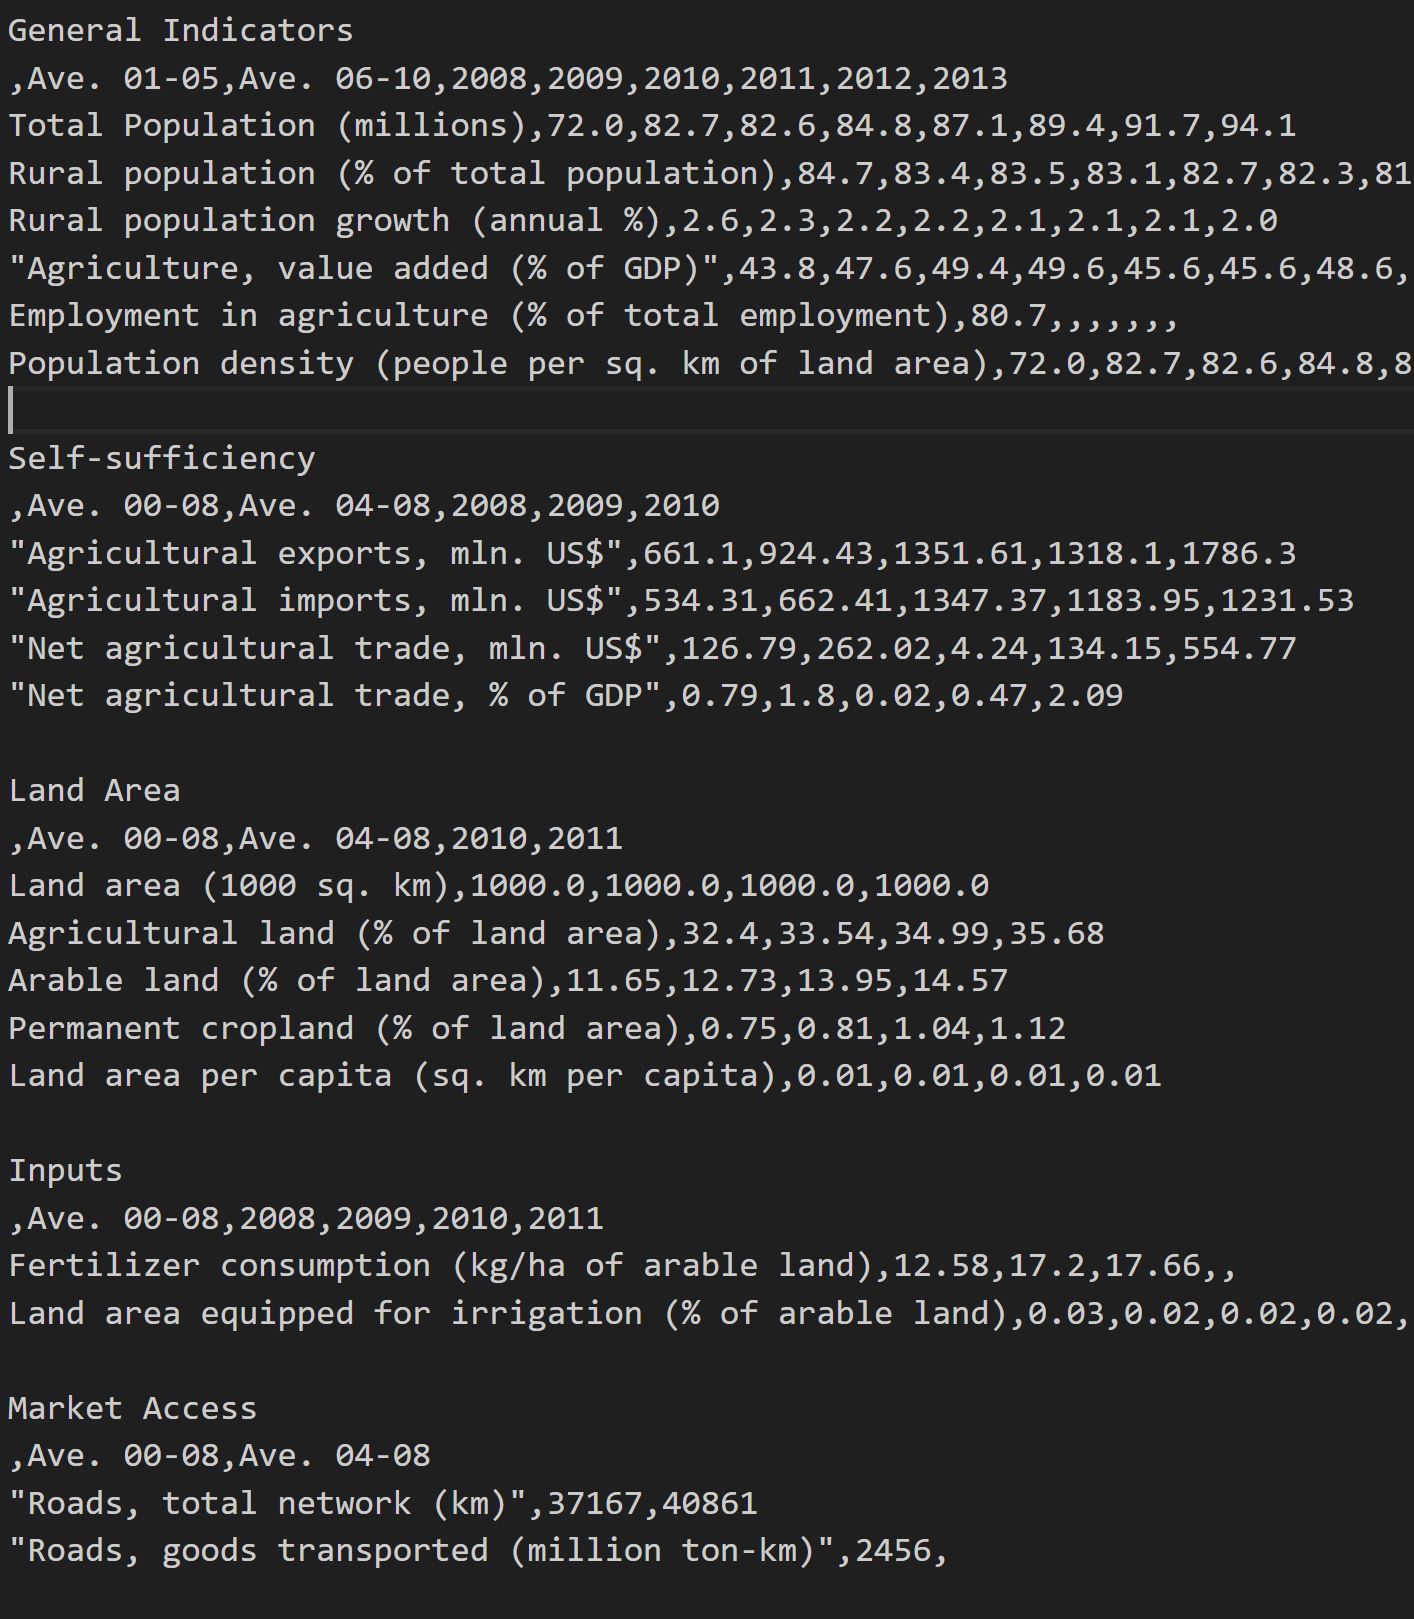 General Indicators
,Ave. 01-05,Ave. 06-10,2008,2009,2010,2011,2012,2013
Total Population (millions),72.0,82.7,82.6,84.8,87.1,89.4,91.7,94.1
Rural population (% of total population),84.7,83.4,83.5,83.1,82.7,82.3,81
Rural population growth (annual %),2.6,2.3,2.2,2.2,2.1,2.1,2.1,2.0
"Agriculture, value added (% of GDP)",43.8,47.6,49.4,49.6,45.6,45.6,48.6,
Employment in agriculture (% of total employment),80.7,,,,,,,
Population density (people per sq. km of land area),72.0,82.7,82.6,84.8,8
Self-sufficiency
,Ave. 00-08,Ave. 04-08,2008,2009,2010
"Agricultural exports, mln. US$",661.1,924.43,1351.61,1318.1,1786.3
"Agricultural imports, mln. US$",534.31,662.41,1347.37,1183.95,1231.53
"Net agricultural trade, mln. US$",126.79,262.02,4.24,134.15,554.77
"Net agricultural trade, % of GDP",0.79,1.8,0.02,0.47,2.09
Land Area
,Ave. 00-08,Ave. 04-08,2010,2011
Land area (1000 sq. km),1000.0,1000.0,1000.0,1000.0
Agricultural land (% of land area),32.4,33.54,34.99,35.68
Arable land (% of land area),11.65,12.73,13.95,14.57
Permanent cropland (% of land area),0.75,0.81,1.04,1.12
Land area per capita (sq. km per capita),0.01,0.01,0.01,0.01
Inputs
,Ave. 00-08,2008,2009,2010,2011
Fertilizer consumption (kg/ha of arable land),12.58,17.2,17.66,,
Land area equipped for irrigation (% of arable land),0.03,0.02,0.02,0.02,
Market Access
,Ave. 00-08,Ave. 04-08
"Roads, total network (km)",37167,40861
"Roads, goods transported (million ton-km)",2456,